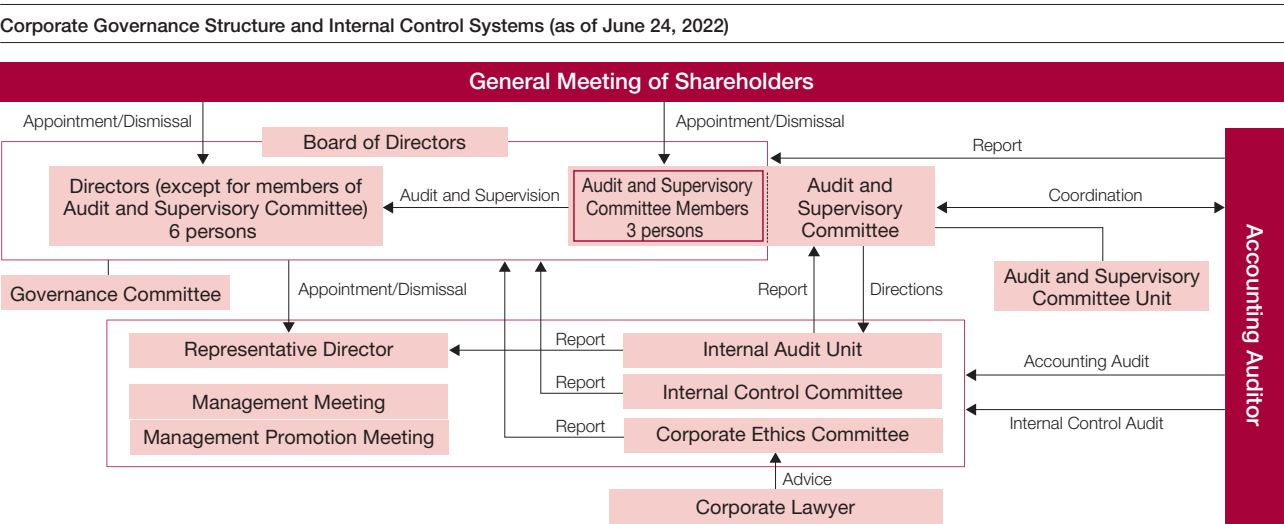 Corporate Governance Structure and Internal Control Systems (as of June 24, 2022)
General Meeting of Shareholders
Appointment/Dismissal
Appointment/Dismissal
Board of Directors
Report
Directors (except for members of
Audit and Supervisory Committee)
6 persons
Audit and Supervision
Audit and Supervisory
Committee Members
3 persons
Audit and
Supervisory
Committee
Coordination
Accounting Auditor
Governance Committee
Appointment/Dismissal
Report
Directions
Audit and Supervisory
Committee Unit
Representative Director
Report
Internal Audit Unit
Accounting Audit
Management Meeting
Report
Internal Control Committee
Management Promotion Meeting
Report
Corporate Ethics Committee
Internal Control Audit
Advice
Corporate Lawyer